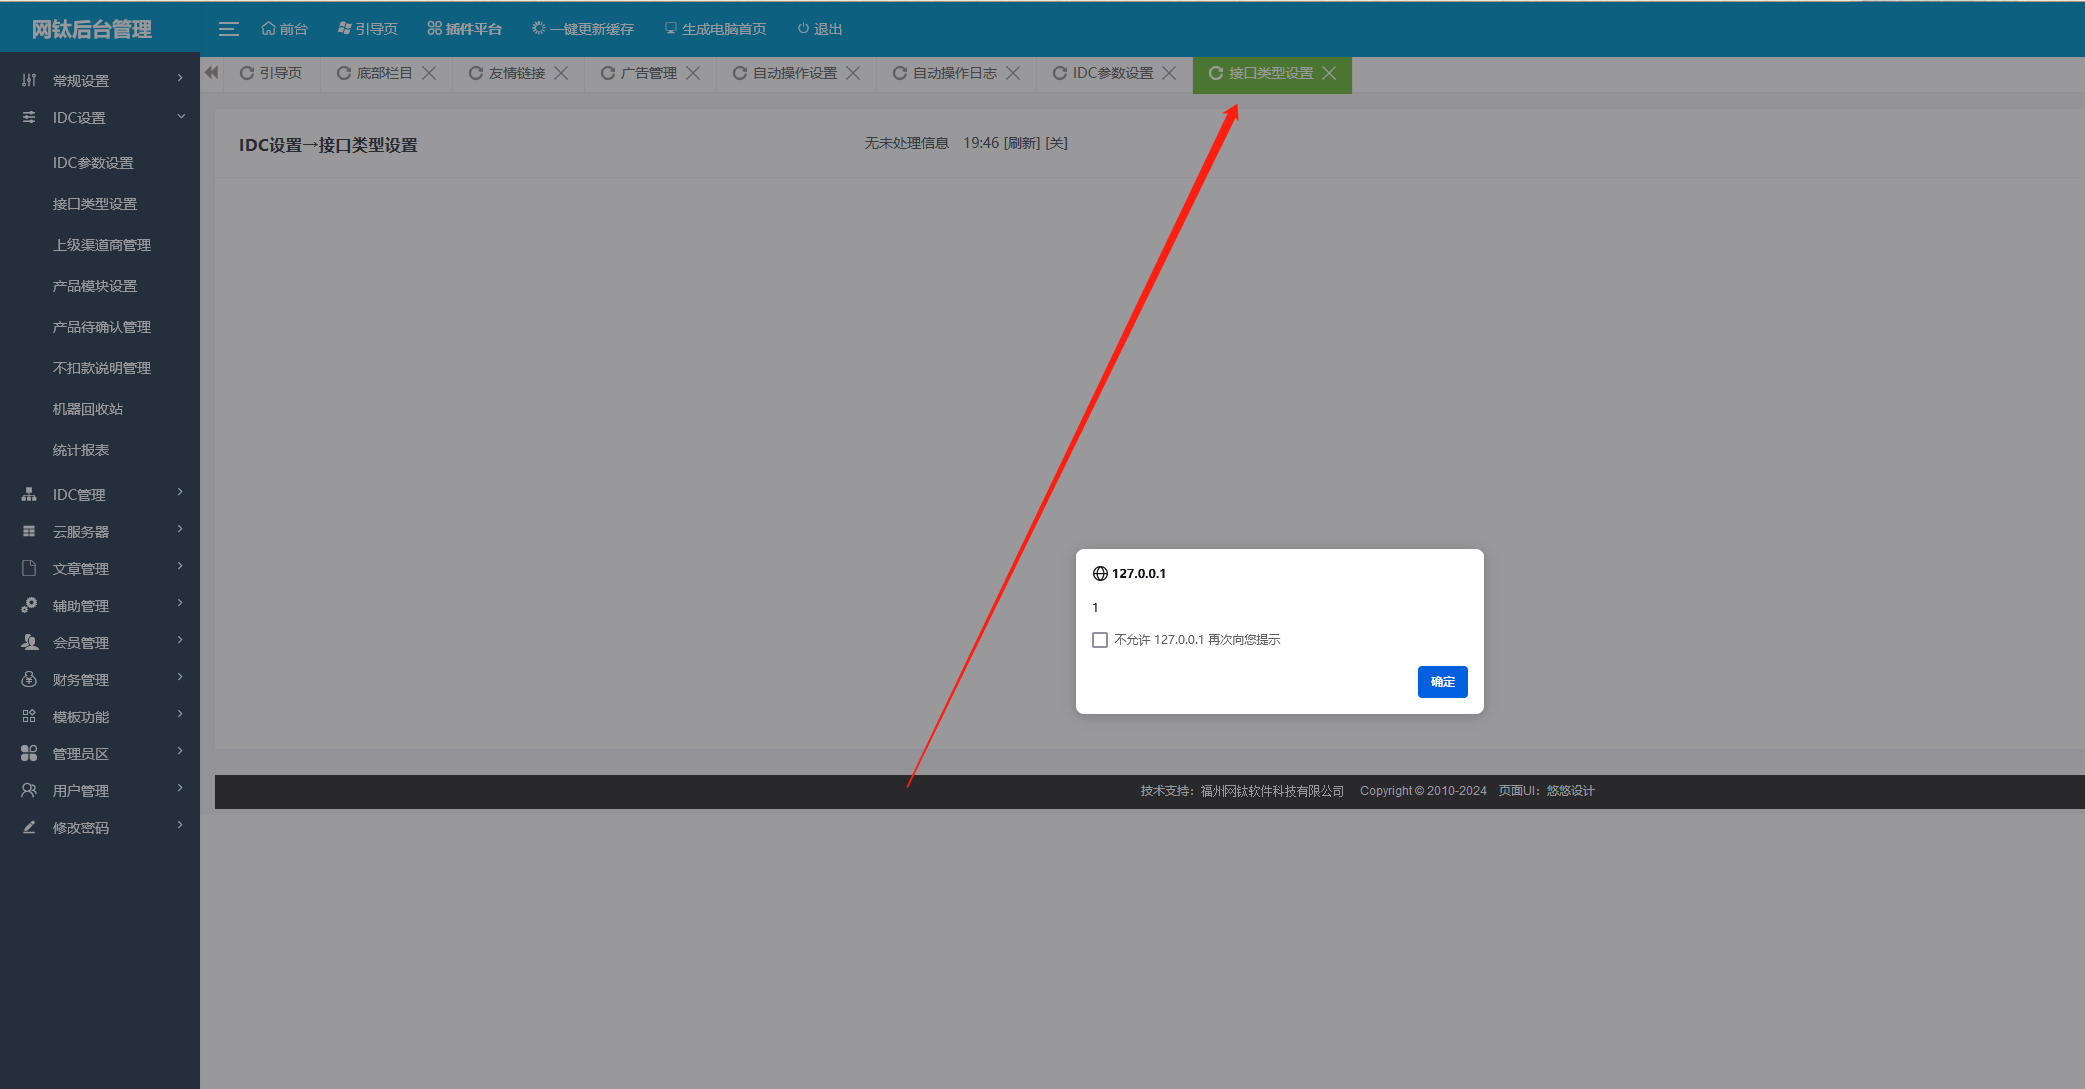 网钛后台管理
前台 引导页 插件平台 一键更新缓存 生成电脑首页 退出
引导页 底部栏目 友情链接 广告管理 自动操作设置 自动操作日志 IDC参数设置 接口类型设置
常规设置
IDC设置
IDC参数设置
接口类型设置
上级渠道商管理
产品模块设置
产品待确认管理
不扣款说明管理
机器回收站
统计报表
IDC管理
云服务器
文章管理
辅助管理
会员管理
财务管理
模板功能
管理员区
用户管理
修改密码
IDC设置→接口类型设置
无未处理信息 19:46 [刷新] [关]
127.0.0.1
1
不允许 127.0.0.1 再次向您提示
确定
技术支持：福州网钛软件科技有限公司 Copyright © 2010-2024 页面UI：悠悠设计